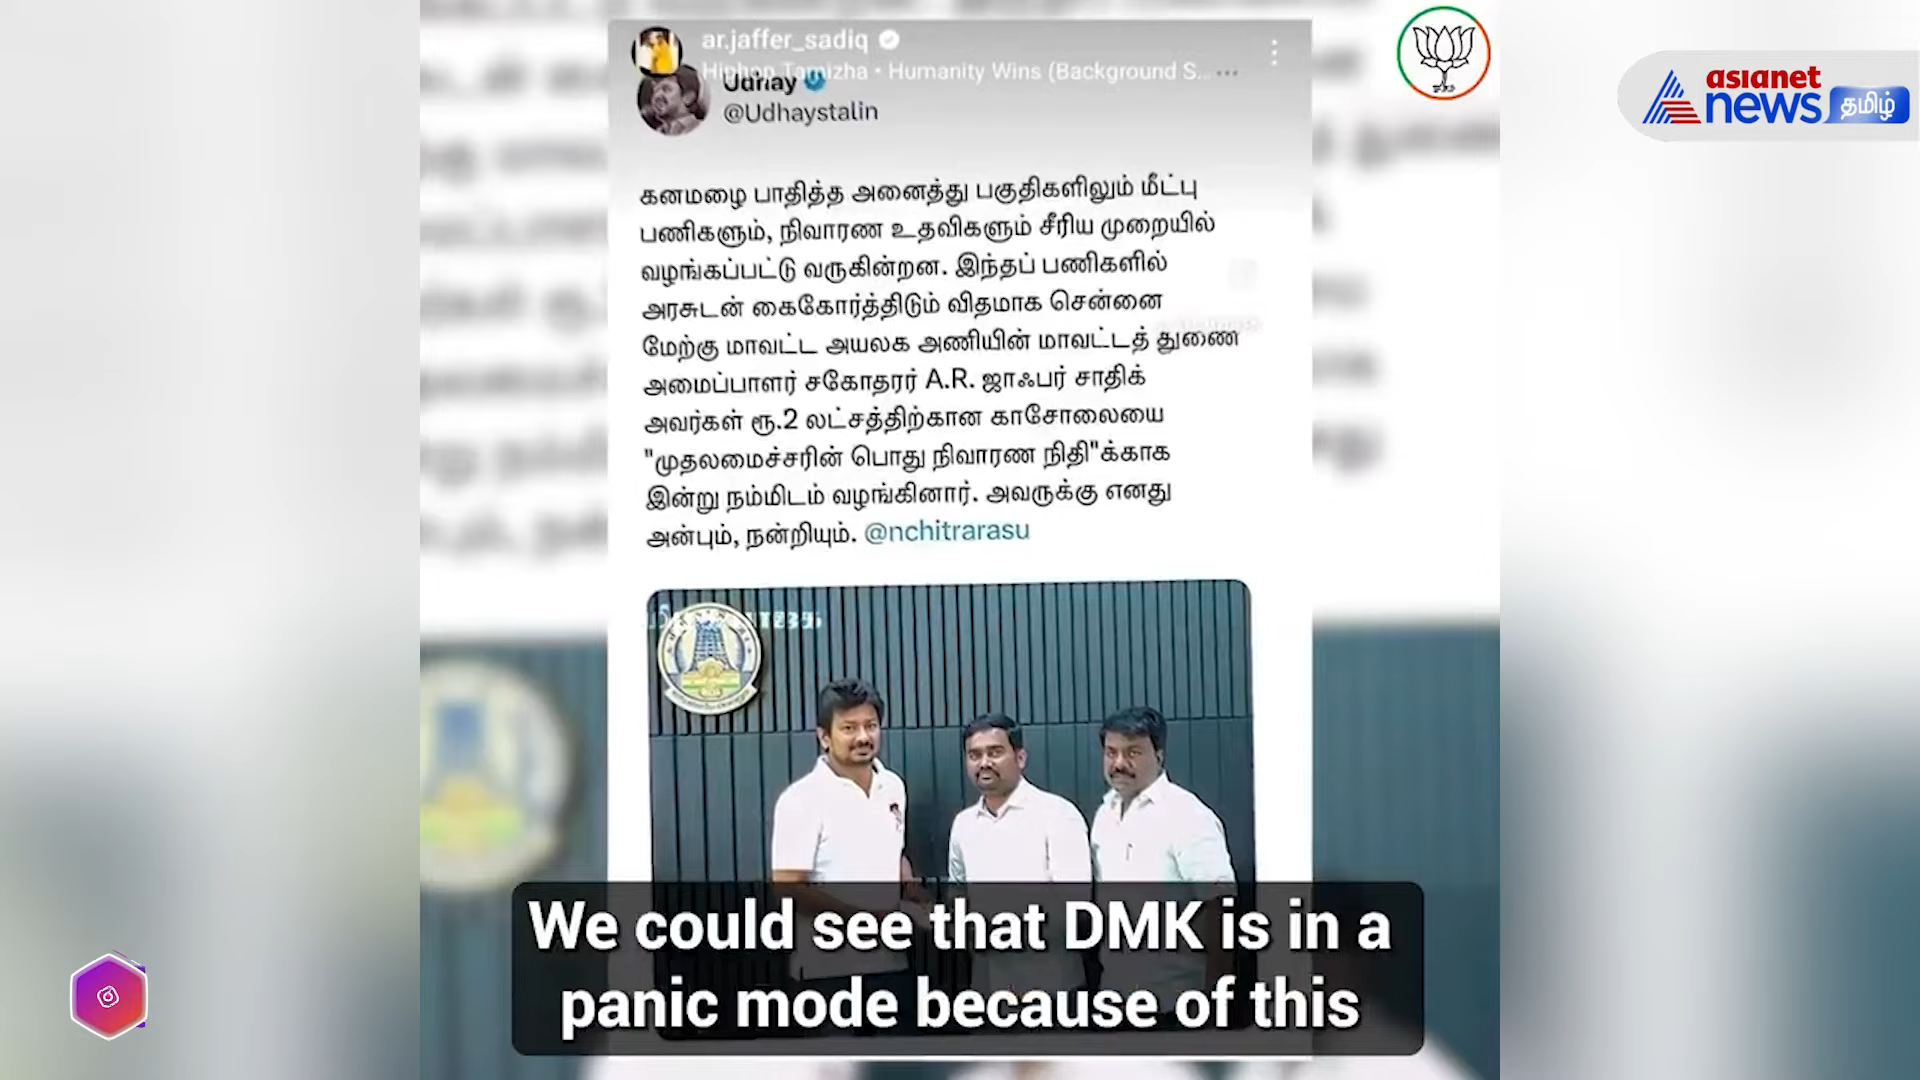 ar.jaffer_sadiq
Hiphop Tamizha • Humanity Wins (Background S...
Udhay
@Udhaystalin
asianet
news தமிழ்
கனமழை பாதித்த அனைத்து பகுதிகளிலும் மீட்பு
பணிகளும், நிவாரண உதவிகளும் சீரிய முறையில்
வழங்கப்பட்டு வருகின்றன. இந்தப் பணிகளில்
அரசுடன் கைகோர்த்திடும் விதமாக சென்னை
மேற்கு மாவட்ட அயலக அணியின் மாவட்டத் துணை
அமைப்பாளர் சகோதரர் A.R. ஜாஃபர் சாதிக்
அவர்கள் ரூ.2 லட்சத்திற்கான காசோலையை
"முதலமைச்சரின் பொது நிவாரண நிதி"க்காக
இன்று நம்மிடம் வழங்கினார். அவருக்கு எனது
அன்பும், நன்றியும். @nchitrarasu
We could see that DMK is in a
panic mode because of this